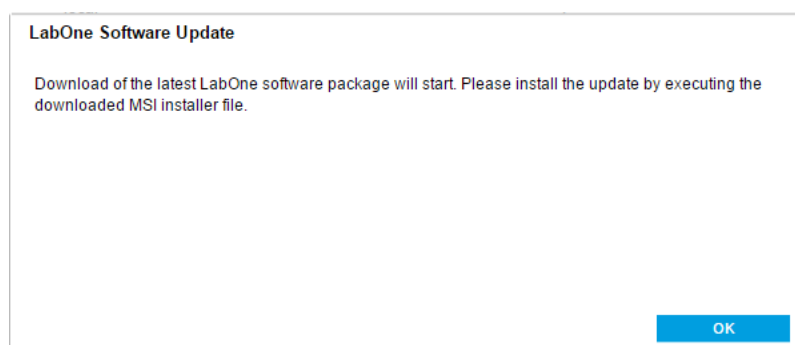 LabOne Software Update
Download of the latest LabOne software package will start. Please install the update by executing the
downloaded MSI installer file.
OK